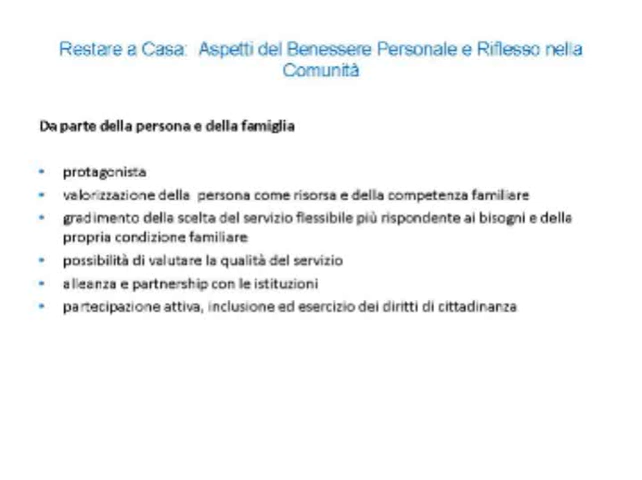 Restare a Casa: Aspetti del Benessere Personale e Riflesso nella
Comunità
Da parte della persona e della famiglia
• protagonista
• valorizzazione della persona come risorsa e della competenza familiare
• gradimento della scelta del servizio flessibile più rispondente ai bisogni e della
propria condizione familiare
• possibilità di valutare la qualità del servizio
• alleanza e partnership con le istituzioni
• partecipazione attiva, inclusione ed esercizio dei diritti di cittadinanza